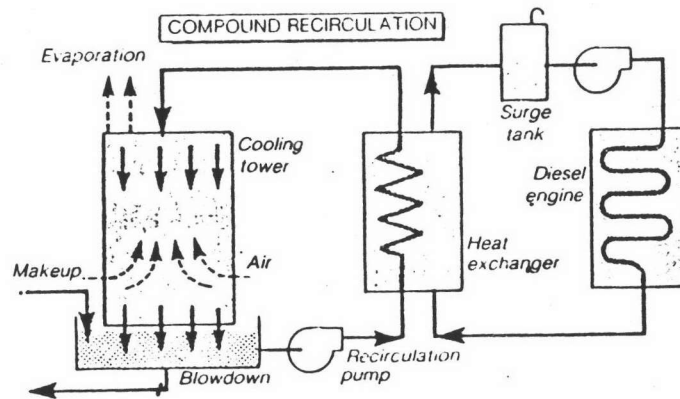 COMPOUND RECIRCULATION
Evaporation
Cooling
tower
Surge
tank
Diesel
engine
Heat
exchanger
Makeup
Air
Recirculation
pump
Blowdown